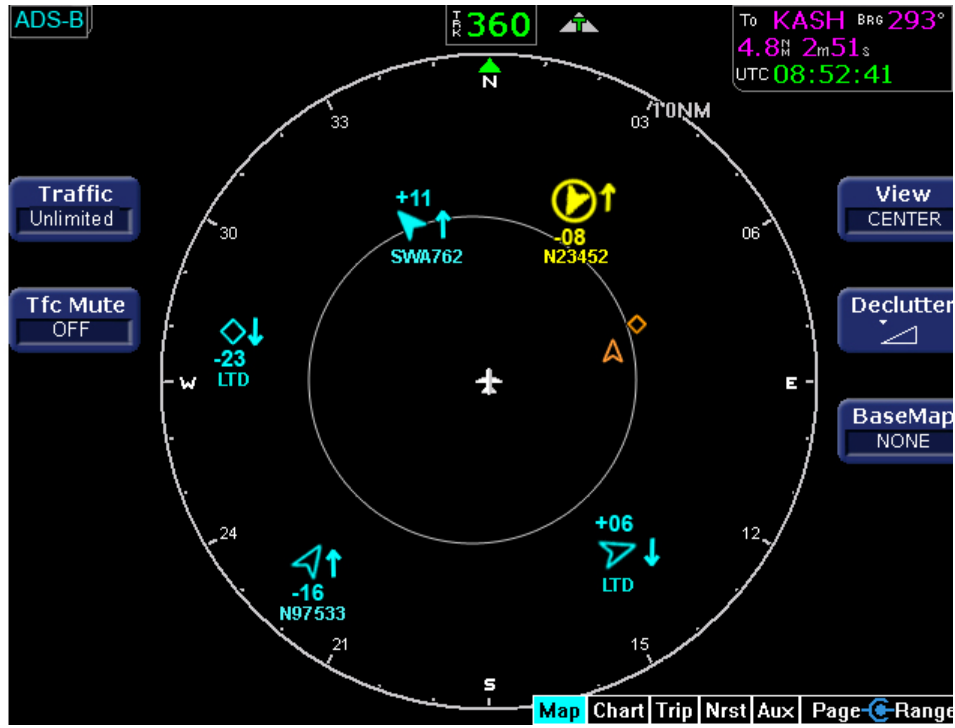 ADS-B
TRK 360
T
To KASH BRG 293°
4.8NM 2m51s
UTC 08:52:41
N
33
03
10NM
Traffic
Unlimited
View
CENTER
+11
SWA762
-08
N23452
30
06
Tfc Mute
OFF
Declutter
-23
LTD
W
E
BaseMap
NONE
24
12
+06
LTD
-16
N97533
21
15
S
Map Chart Trip Nrst Aux Page Range